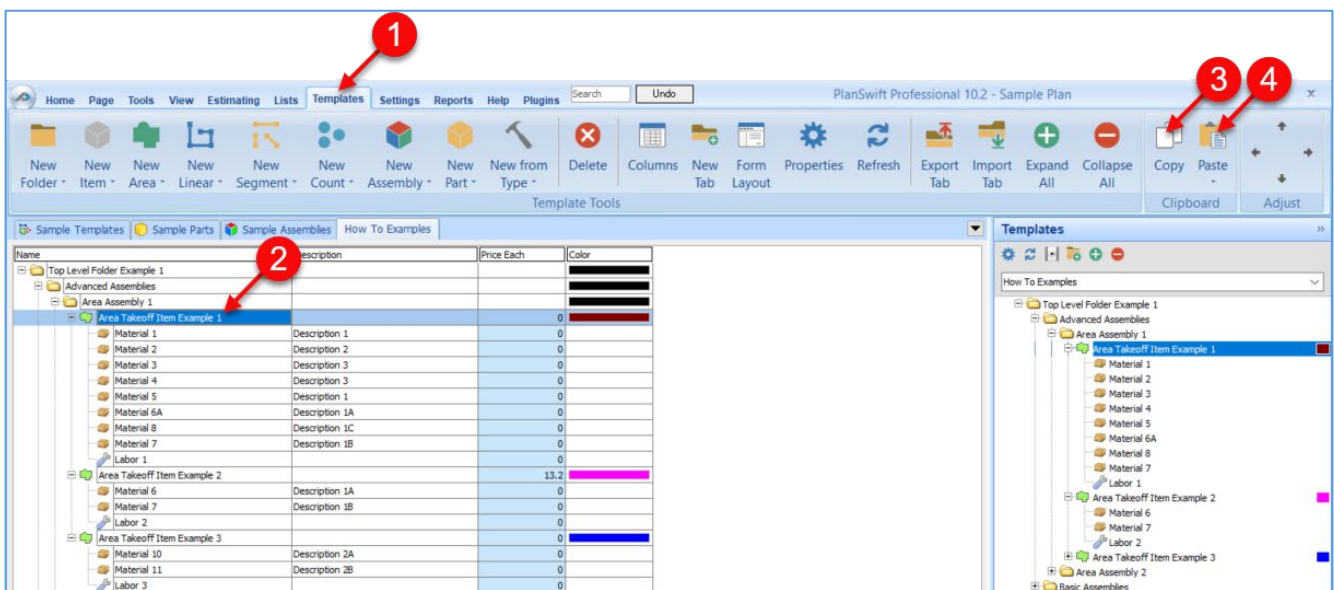 1
3 4
Home Page Tools View Estimating Lists Templates Settings Reports Help Plugins Search Undo PlanSwift Professional 10.2 - Sample Plan x
New Folder New Item New Area New Linear New Segment New Count New Assembly New Part New from Type Delete Columns New Tab Form Layout Properties Refresh Export Tab Import Tab Expand All Collapse All Copy Paste
Template Tools Clipboard Adjust
Sample Templates Sample Parts Sample Assemblies How To Examples Templates »
2
Name Description Price Each Color
How To Examples
Top Level Folder Example 1
Advanced Assemblies
Area Assembly 1
Area Takeoff Item Example 1 0
Material 1 Description 1 0
Material 2 Description 2 0
Material 3 Description 3 0
Material 4 Description 3 0
Material 5 Description 1 0
Material 6A Description 1A 0
Material 8 Description 1C 0
Material 7 Description 1B 0
Labor 1 0
Area Takeoff Item Example 2 13.2
Material 6 Description 1A 0
Material 7 Description 1B 0
Labor 2 0
Area Takeoff Item Example 3 0
Material 10 Description 2A 0
Material 11 Description 2B 0
Labor 3 0
Top Level Folder Example 1
Advanced Assemblies
Area Assembly 1
Area Takeoff Item Example 1
Material 1
Material 2
Material 3
Material 4
Material 5
Material 6A
Material 8
Material 7
Labor 1
Area Takeoff Item Example 2
Material 6
Material 7
Labor 2
Area Takeoff Item Example 3
Area Assembly 2
Basic Assemblies